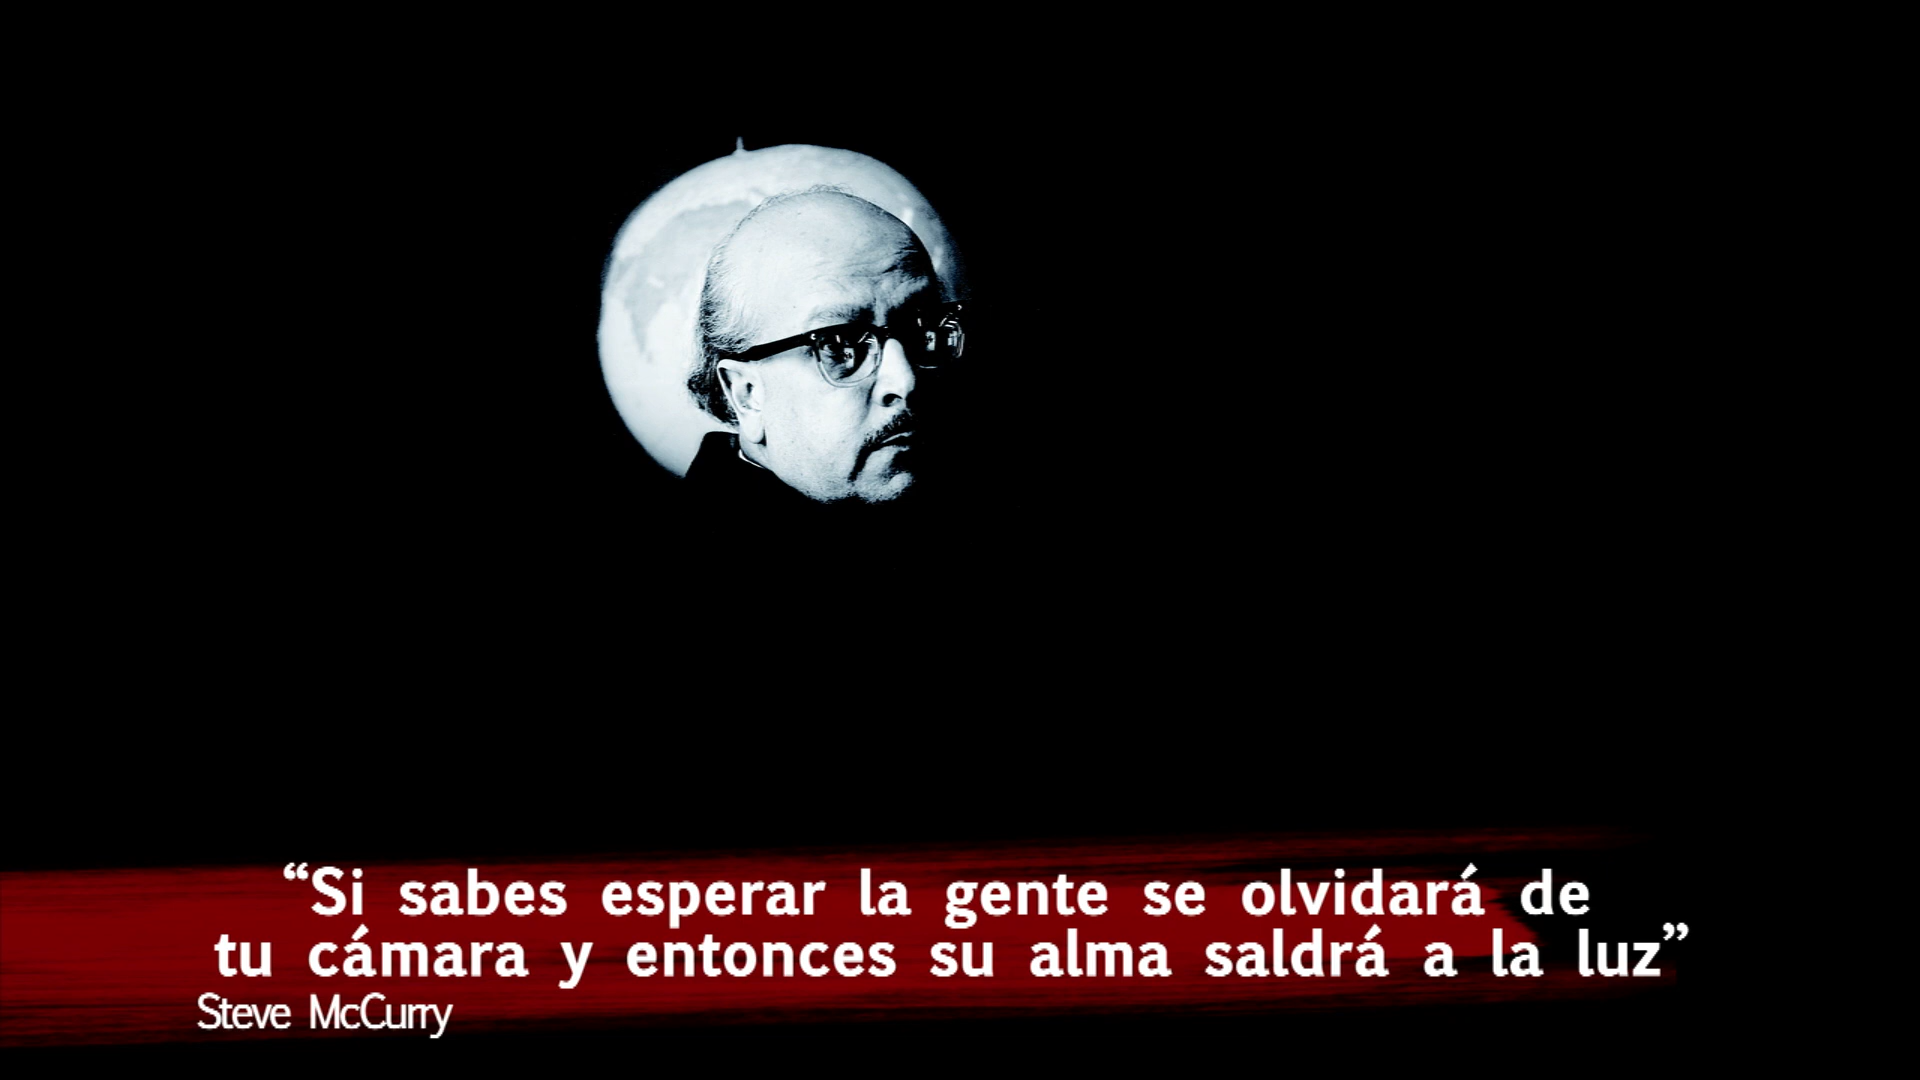 “Si sabes esperar la gente se olvidará de
tu cámara y entonces su alma saldrá a la luz”
Steve McCurry